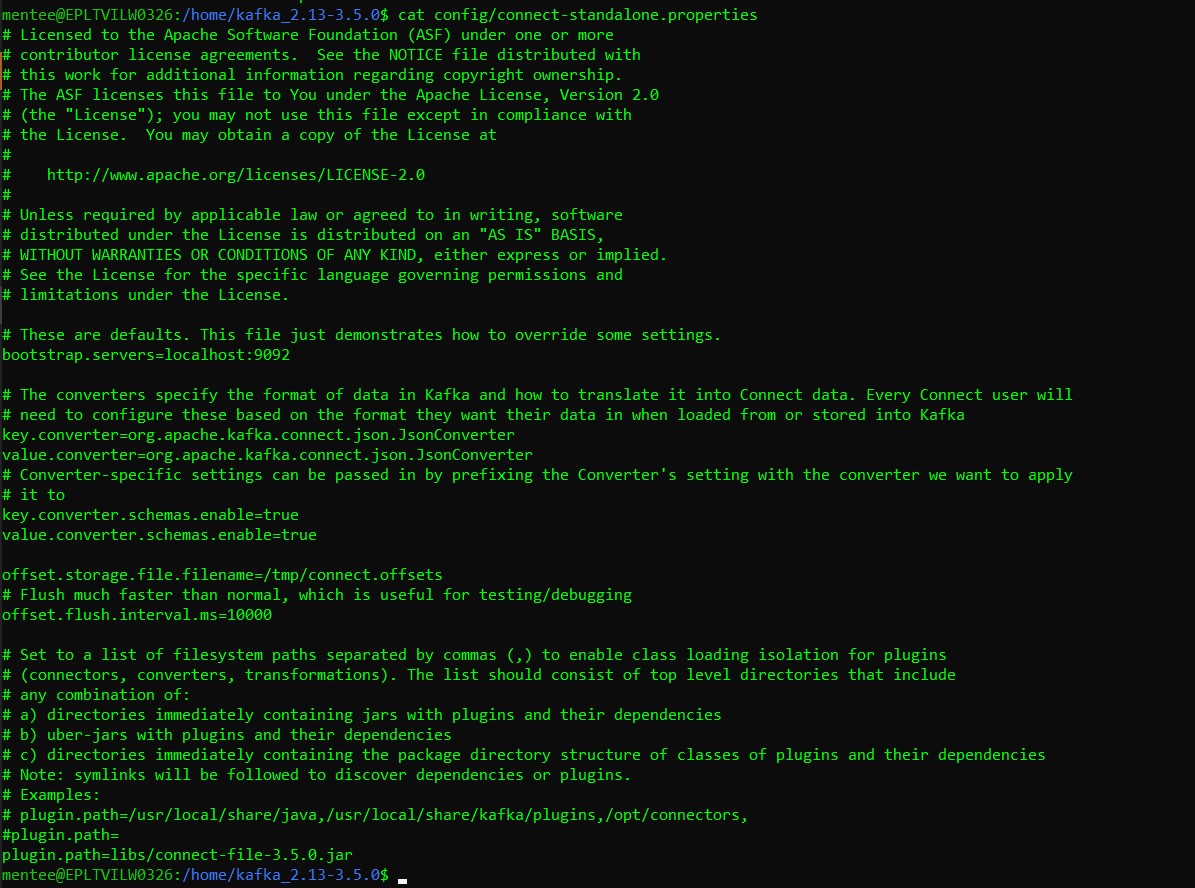 mentee@EPLTVILW0326:/home/kafka_2.13-3.5.0$ cat config/connect-standalone.properties
# Licensed to the Apache Software Foundation (ASF) under one or more
# contributor license agreements.  See the NOTICE file distributed with
# this work for additional information regarding copyright ownership.
# The ASF licenses this file to You under the Apache License, Version 2.0
# (the "License"); you may not use this file except in compliance with
# the License.  You may obtain a copy of the License at
#
#    http://www.apache.org/licenses/LICENSE-2.0
#
# Unless required by applicable law or agreed to in writing, software
# distributed under the License is distributed on an "AS IS" BASIS,
# WITHOUT WARRANTIES OR CONDITIONS OF ANY KIND, either express or implied.
# See the License for the specific language governing permissions and
# limitations under the License.

# These are defaults. This file just demonstrates how to override some settings.
bootstrap.servers=localhost:9092

# The converters specify the format of data in Kafka and how to translate it into Connect data. Every Connect user will
# need to configure these based on the format they want their data in when loaded from or stored into Kafka
key.converter=org.apache.kafka.connect.json.JsonConverter
value.converter=org.apache.kafka.connect.json.JsonConverter
# Converter-specific settings can be passed in by prefixing the Converter's setting with the converter we want to apply
# it to
key.converter.schemas.enable=true
value.converter.schemas.enable=true

offset.storage.file.filename=/tmp/connect.offsets
# Flush much faster than normal, which is useful for testing/debugging
offset.flush.interval.ms=10000

# Set to a list of filesystem paths separated by commas (,) to enable class loading isolation for plugins
# (connectors, converters, transformations). The list should consist of top level directories that include
# any combination of:
# a) directories immediately containing jars with plugins and their dependencies
# b) uber-jars with plugins and their dependencies
# c) directories immediately containing the package directory structure of classes of plugins and their dependencies
# Note: symlinks will be followed to discover dependencies or plugins.
# Examples:
# plugin.path=/usr/local/share/java,/usr/local/share/kafka/plugins,/opt/connectors,
#plugin.path=
plugin.path=libs/connect-file-3.5.0.jar
mentee@EPLTVILW0326:/home/kafka_2.13-3.5.0$